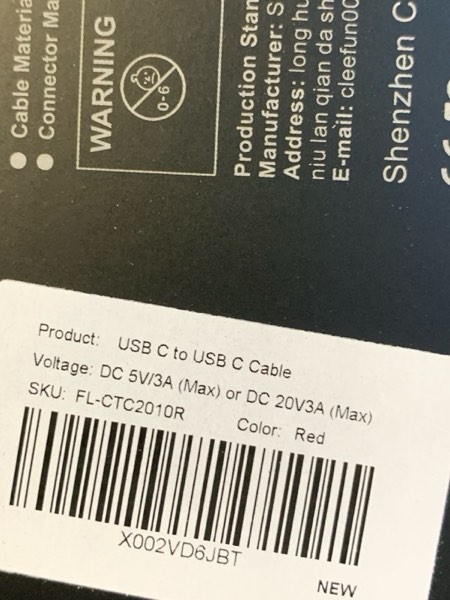 Cable Materia
Connector Ma
WARNING
0-6
Production Stan
Manufacturer: S
Address: long hu
niu lan qian da sh
E-mail: cleefun00
Shenzhen C
Product: USB C to USB C Cable
Voltage: DC 5V/3A (Max) or DC 20V3A (Max)
SKU: FL-CTC2010R Color: Red
X002VD6JBT
NEW